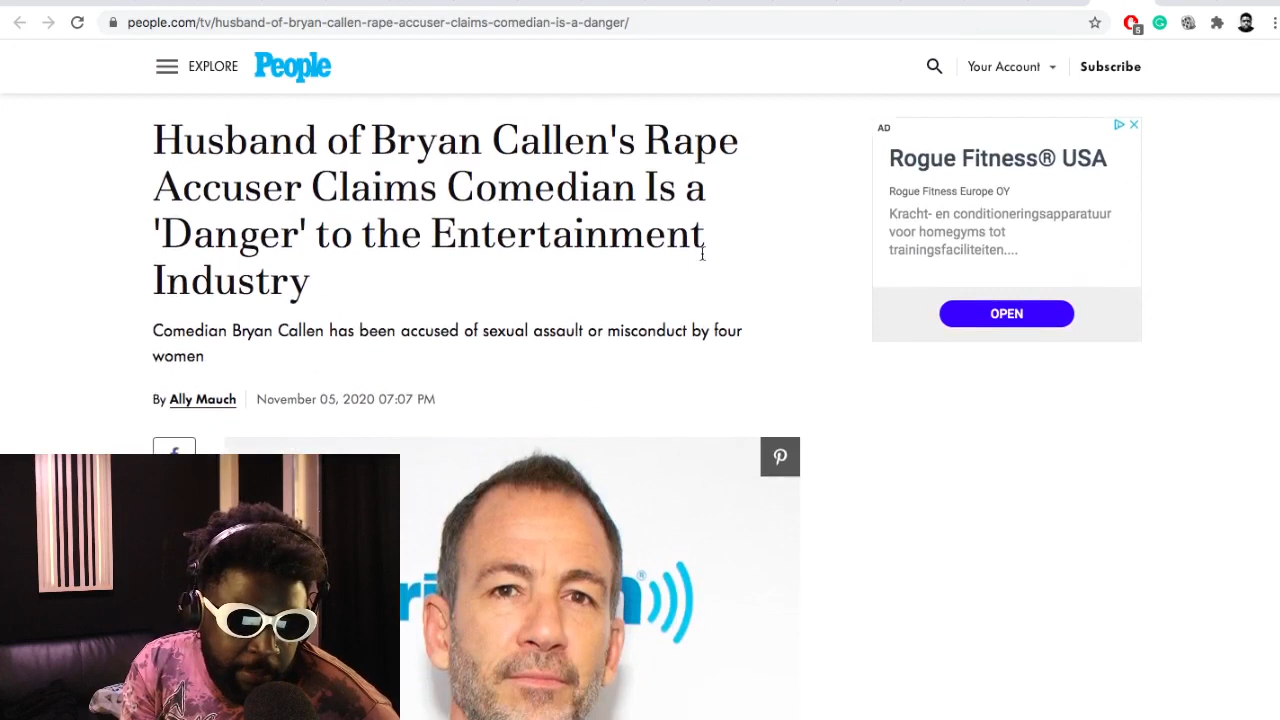 people.com/tv/husband-of-bryan-callen-rape-accuser-claims-comedian-is-a-danger/
5
EXPLORE People
Your Account Subscribe
Husband of Bryan Callen's Rape
Accuser Claims Comedian Is a
'Danger' to the Entertainment
Industry
Comedian Bryan Callen has been accused of sexual assault or misconduct by four
women
By Ally Mauch November 05, 2020 07:07 PM
AD
Rogue Fitness® USA
Rogue Fitness Europe OY
Kracht- en conditioneringsapparatuur
voor homegyms tot
trainingsfaciliteiten....
OPEN